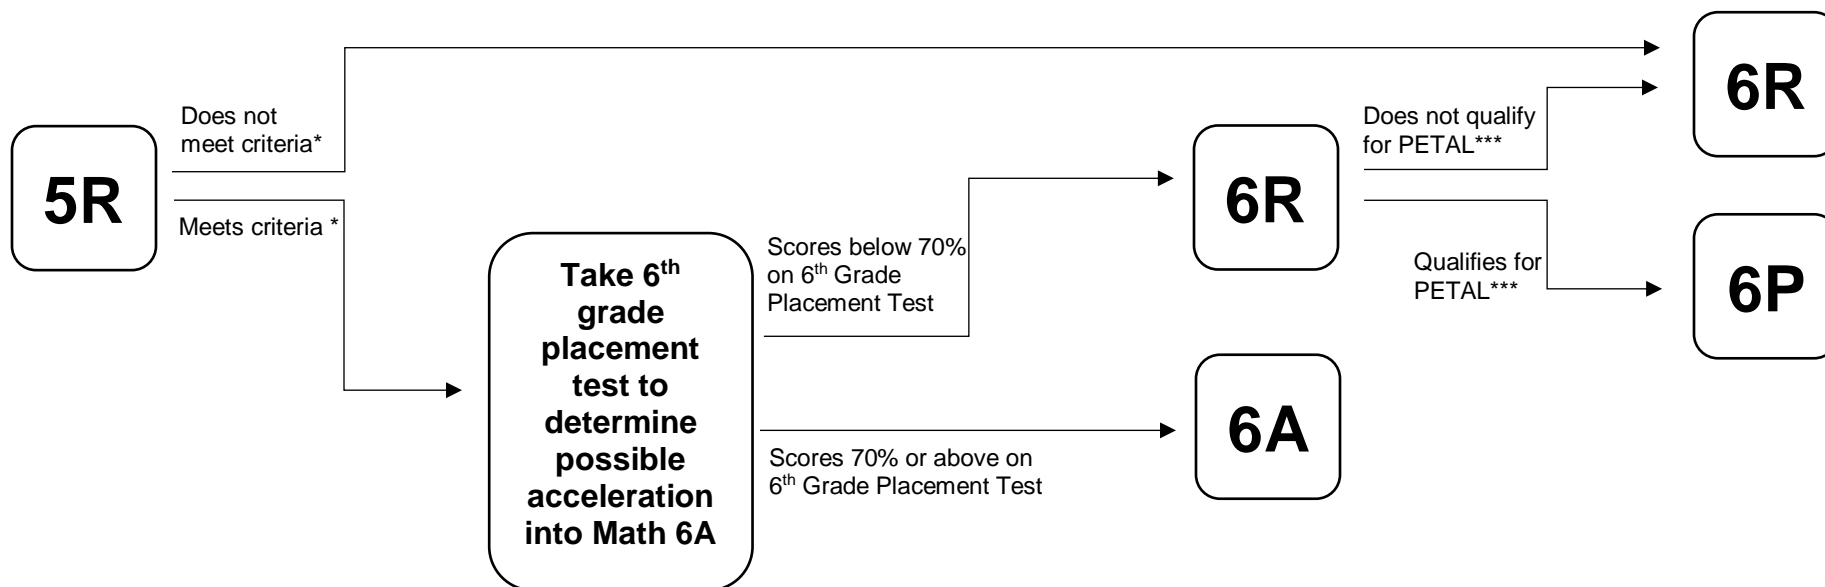 5R
Does not
meet criteria*
Meets criteria *
Take 6th
grade
placement
test to
determine
possible
acceleration
into Math 6A
Scores below 70%
on 6th Grade
Placement Test
Scores 70% or above on
6th Grade Placement Test
6R
6A
Does not qualify
for PETAL***
Qualifies for
PETAL***
6R
6P